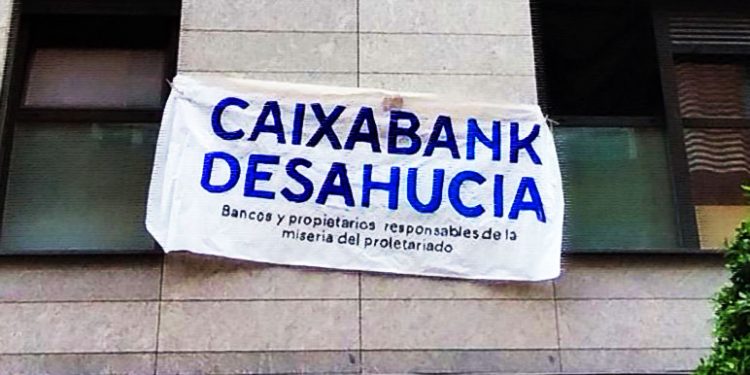 CAIXABANK
DESAHUCIA
Bancos y propietarios responsables de la
miseria del proletariado